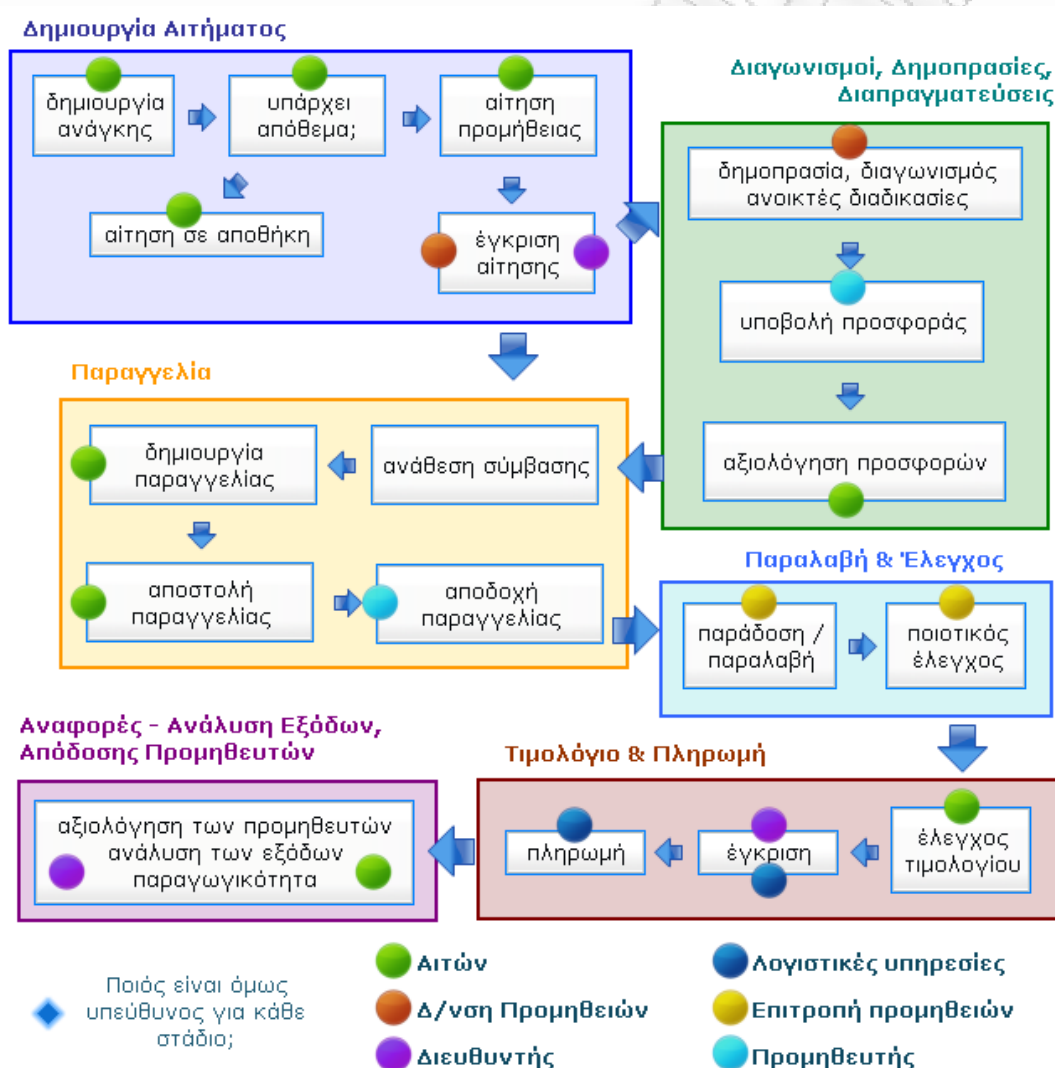 Δημιουργία Αιτήματος
δημιουργία
ανάγκης
υπάρχει
απόθεμα;
αίτηση
προμήθειας
αίτηση σε αποθήκη
έγκριση
αίτησης
Διαγωνισμοί, Δημοπρασίες,
Διαπραγματεύσεις
δημοπρασία, διαγωνισμός
ανοικτές διαδικασίες
υποβολή προσφοράς
αξιολόγηση προσφορών
Παραγγελία
δημιουργία
παραγγελίας
ανάθεση σύμβασης
αποστολή
παραγγελίας
αποδοχή
παραγγελίας
Παραλαβή & Έλεγχος
παράδοση /
παραλαβή
ποιοτικός
έλεγχος
Αναφορές - Ανάλυση Εξόδων,
Απόδοσης Προμηθευτών
αξιολόγηση των προμηθευτών
ανάλυση των εξόδων
παραγωγικότητα
Τιμολόγιο & Πληρωμή
πληρωμή
έγκριση
έλεγχος
τιμολογίου
Ποιός είναι όμως
υπεύθυνος για κάθε
στάδιο;
Αιτών
Δ/νση Προμηθειών
Διευθυντής
Λογιστικές υπηρεσίες
Επιτροπή προμηθειών
Προμηθευτής